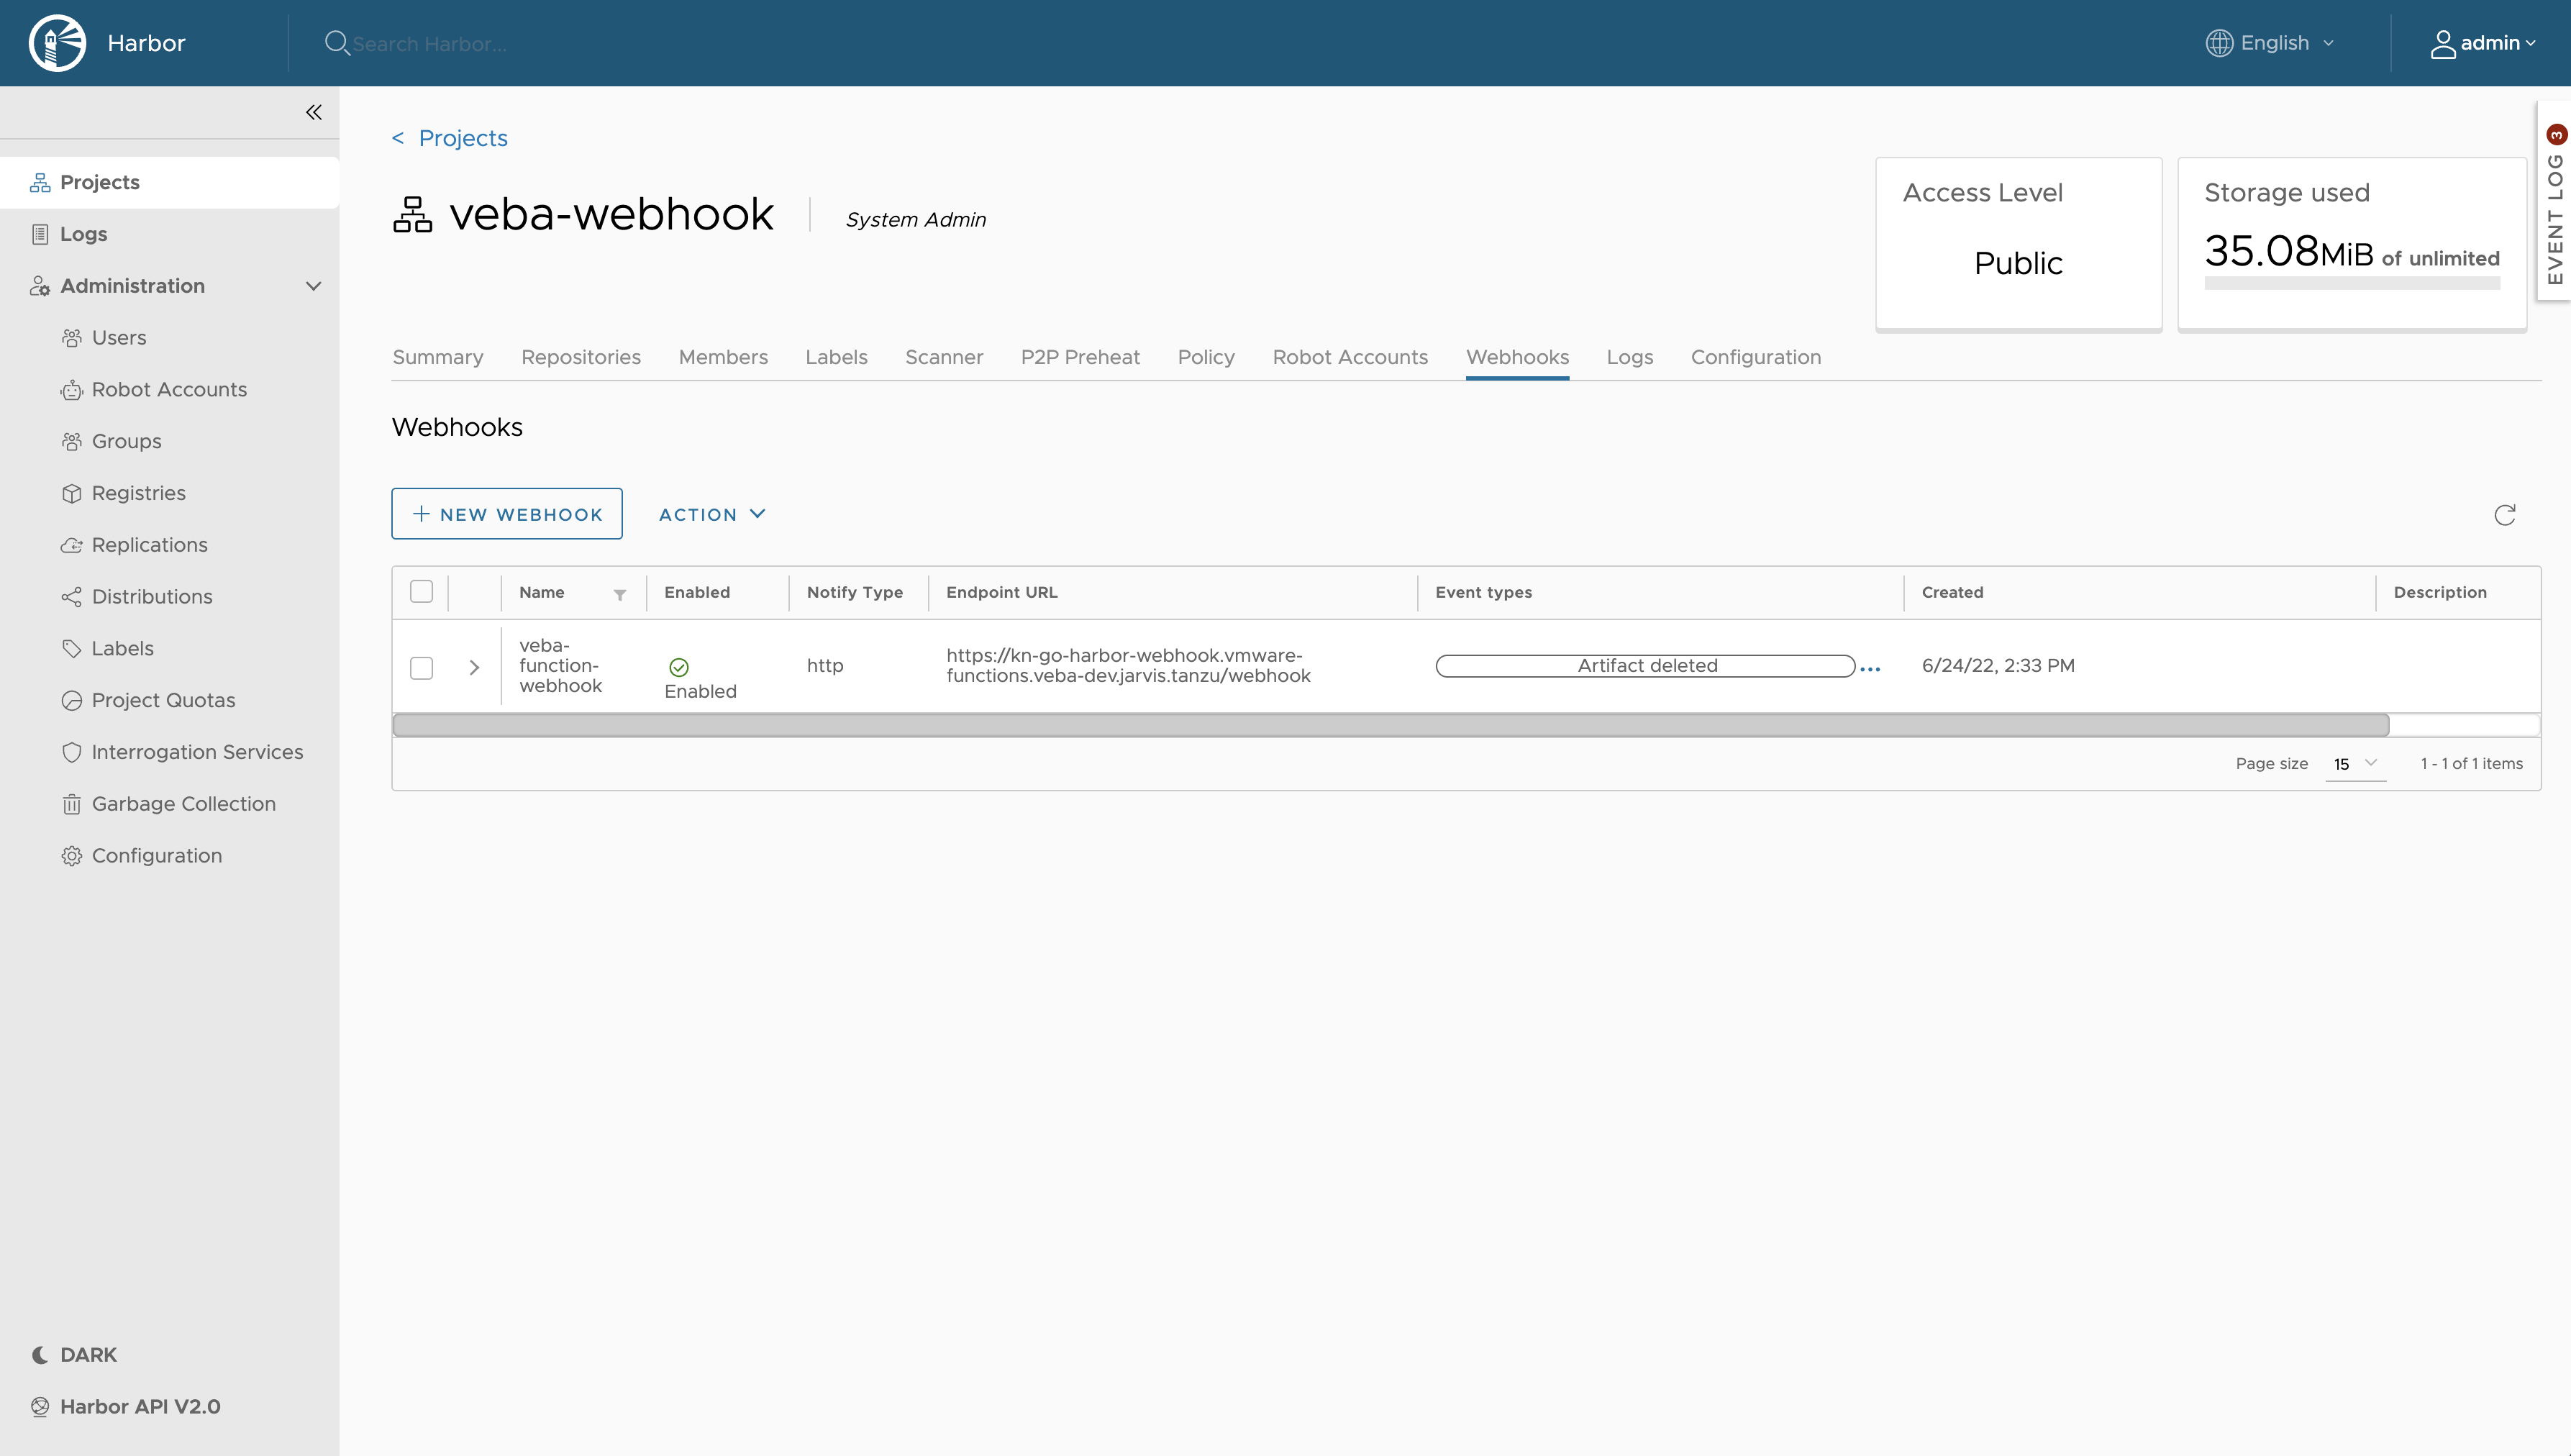 Harbor
Search Harbor...
English
admin
EVENT LOG 3
Projects
Logs
Administration
Users
Robot Accounts
Groups
Registries
Replications
Distributions
Labels
Project Quotas
Interrogation Services
Garbage Collection
Configuration
DARK
Harbor API V2.0
< Projects
veba-webhook
System Admin
Access Level
Public
Storage used
35.08MiB of unlimited
Summary Repositories Members Labels Scanner P2P Preheat Policy Robot Accounts Webhooks Logs Configuration
Webhooks
+ NEW WEBHOOK
ACTION
Name Enabled Notify Type Endpoint URL Event types Created Description
veba-
function-
webhook
Enabled
http
https://kn-go-harbor-webhook.vmware-
functions.veba-dev.jarvis.tanzu/webhook
Artifact deleted
...
6/24/22, 2:33 PM
Page size 15 1 - 1 of 1 items